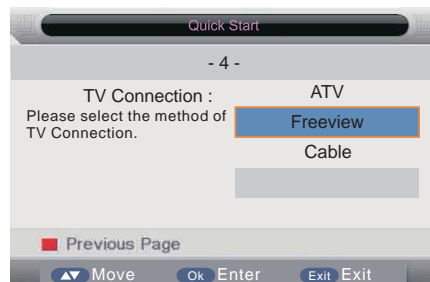 Quick Start
- 4 -
TV Connection :
Please select the method of
TV Connection.
ATV
Freeview
Cable
Previous Page
Move Ok Enter Exit Exit